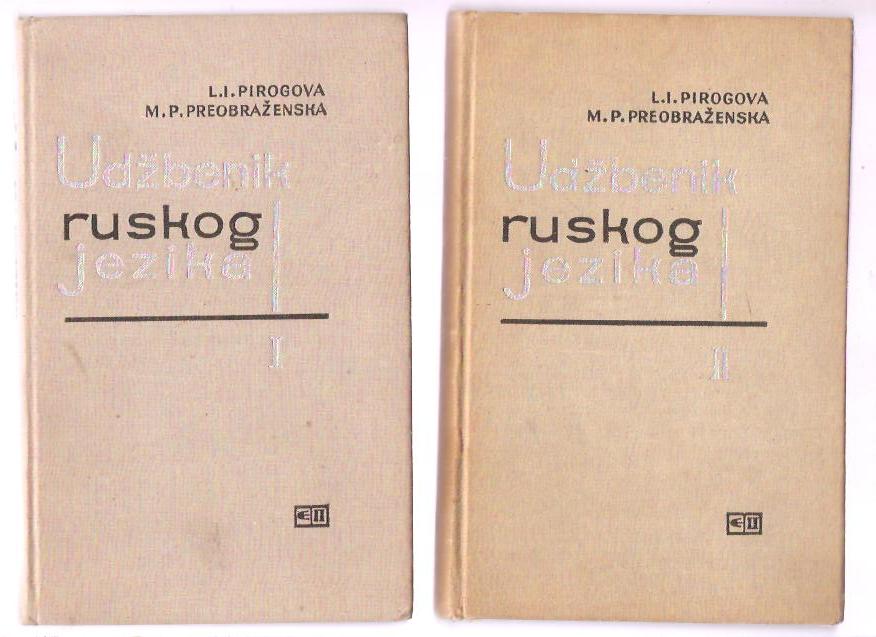 L.I. PIROGOVA
M.P. PREOBRAŽENSKA
Udžbenik
ruskog
jezika
I
L.I. PIROGOVA
M.P. PREOBRAŽENSKA
Udžbenik
ruskog
jezika
II